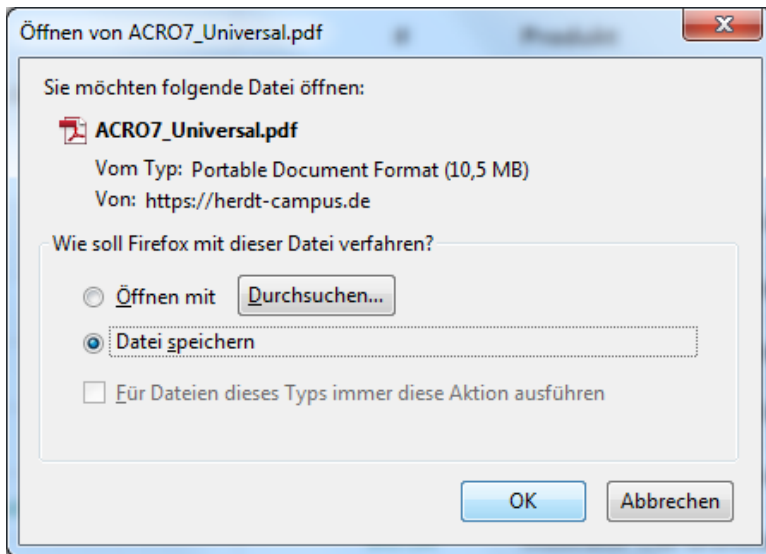 Öffnen von ACRO7_Universal.pdf
Sie möchten folgende Datei öffnen:
ACRO7_Universal.pdf
Vom Typ: Portable Document Format (10,5 MB)
Von: https://herdt-campus.de
Wie soll Firefox mit dieser Datei verfahren?
Öffnen mit Durchsuchen...
Datei speichern
Für Dateien dieses Typs immer diese Aktion ausführen
OK Abbrechen